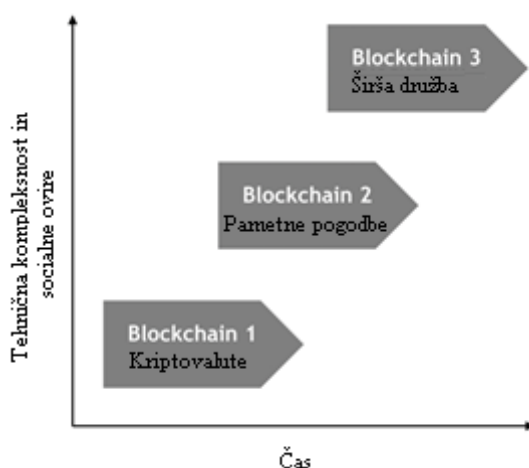 Blockchain 3
Širša družba
Blockchain 2
Pametne pogodbe
Blockchain 1
Kriptovalute
Tehnična kompleksnost in
socialne ovire
Čas